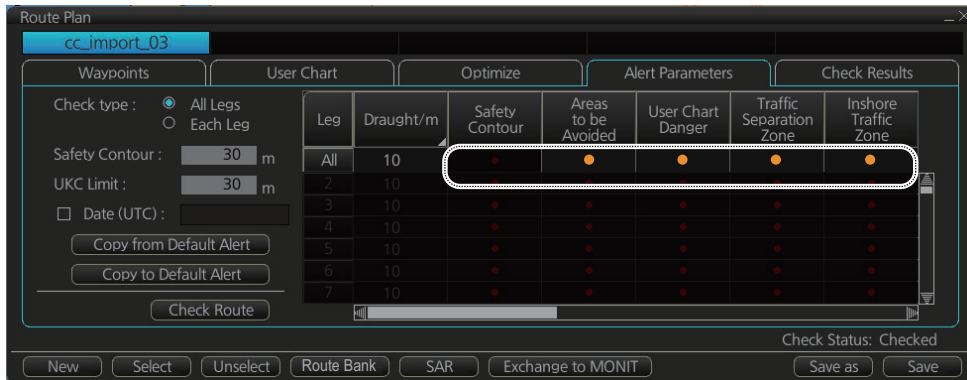 Route Plan
cc_import_03
Waypoints User Chart Optimize Alert Parameters Check Results
Check type : All Legs
Each Leg
Safety Contour : 30 m
UKC Limit : 30 m
Date (UTC) :
Copy from Default Alert
Copy to Default Alert
Check Route
Leg Draught/m Safety Contour Areas to be Avoided User Chart Danger Traffic Separation Zone Inshore Traffic Zone
All 10
2 10
3 10
4 10
5 10
6 10
7 10
Check Status: Checked
New Select Unselect Route Bank SAR Exchange to MONIT Save as Save